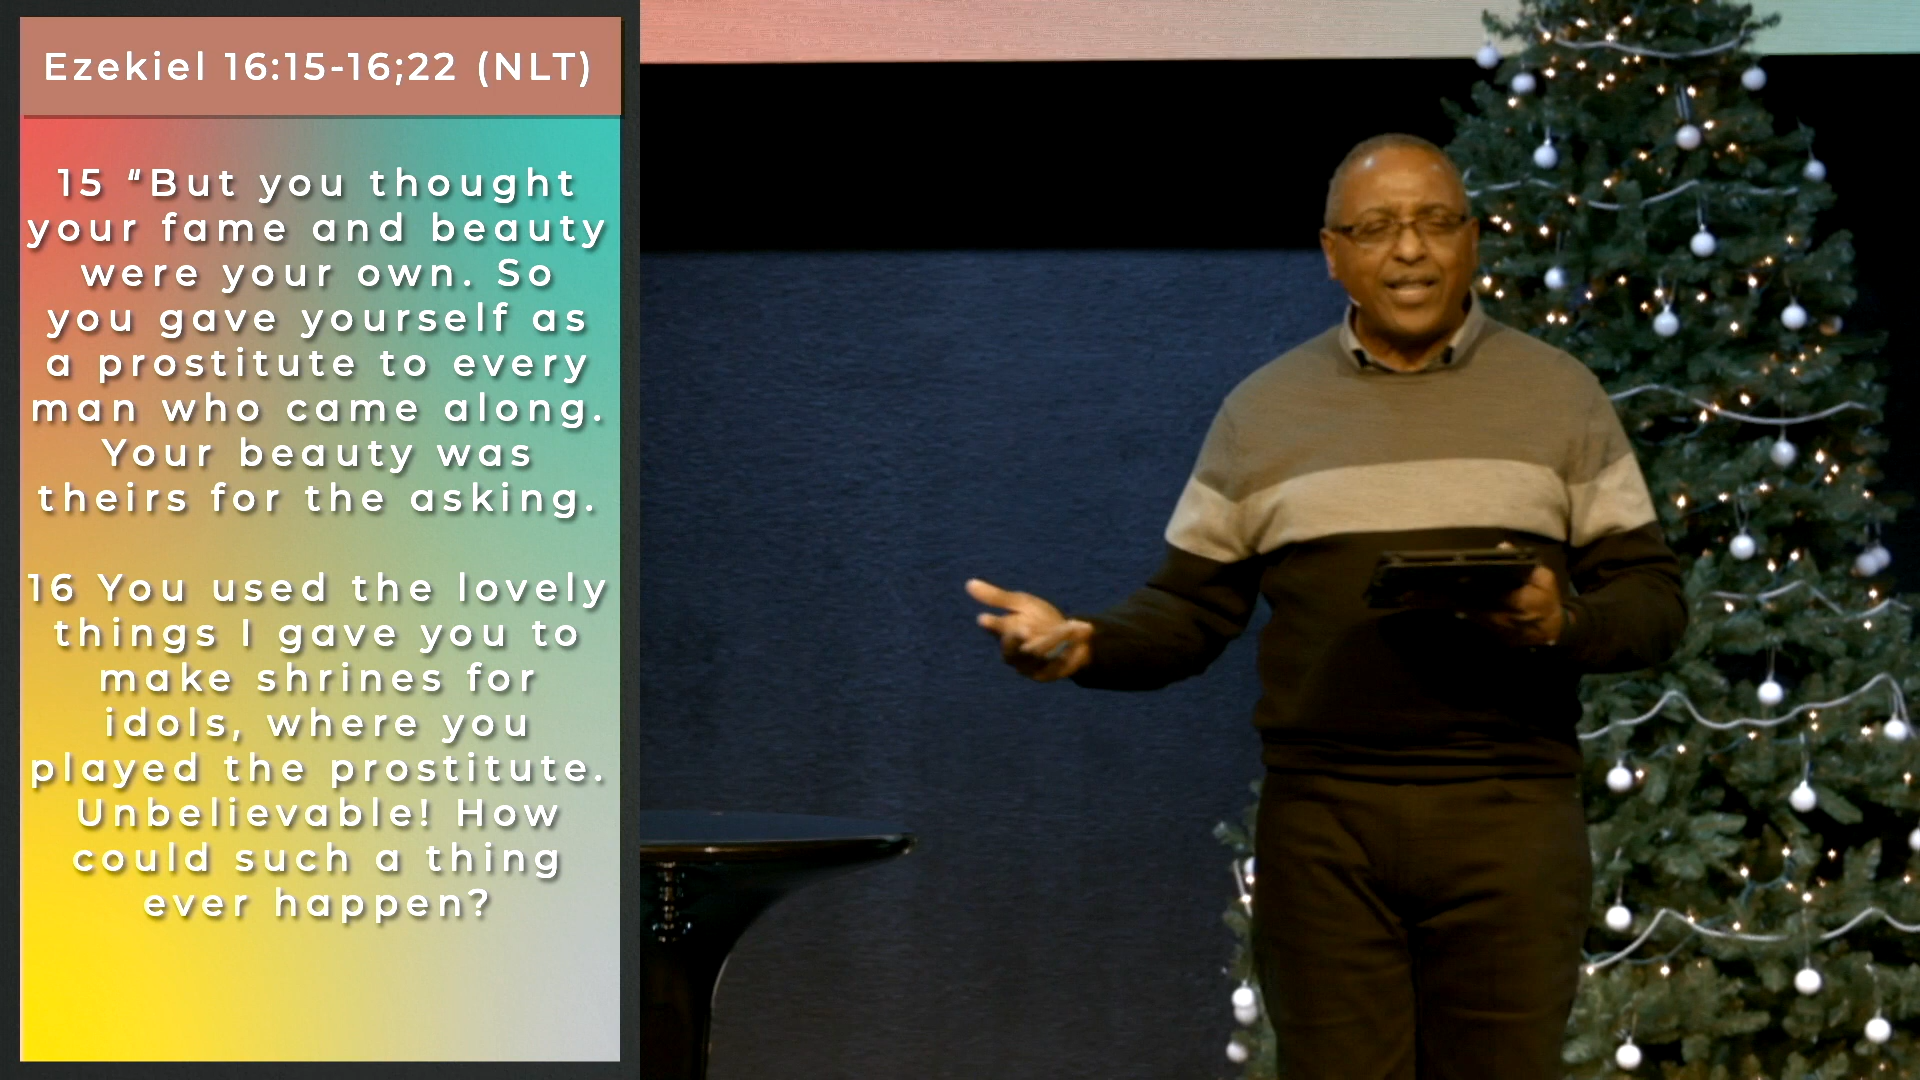 Ezekiel 16:15-16;22 (NLT)
15 “But you thought
your fame and beauty
were your own. So
you gave yourself as
a prostitute to every
man who came along.
Your beauty was
theirs for the asking.
16 You used the lovely
things I gave you to
make shrines for
idols, where you
played the prostitute.
Unbelievable! How
could such a thing
ever happen?